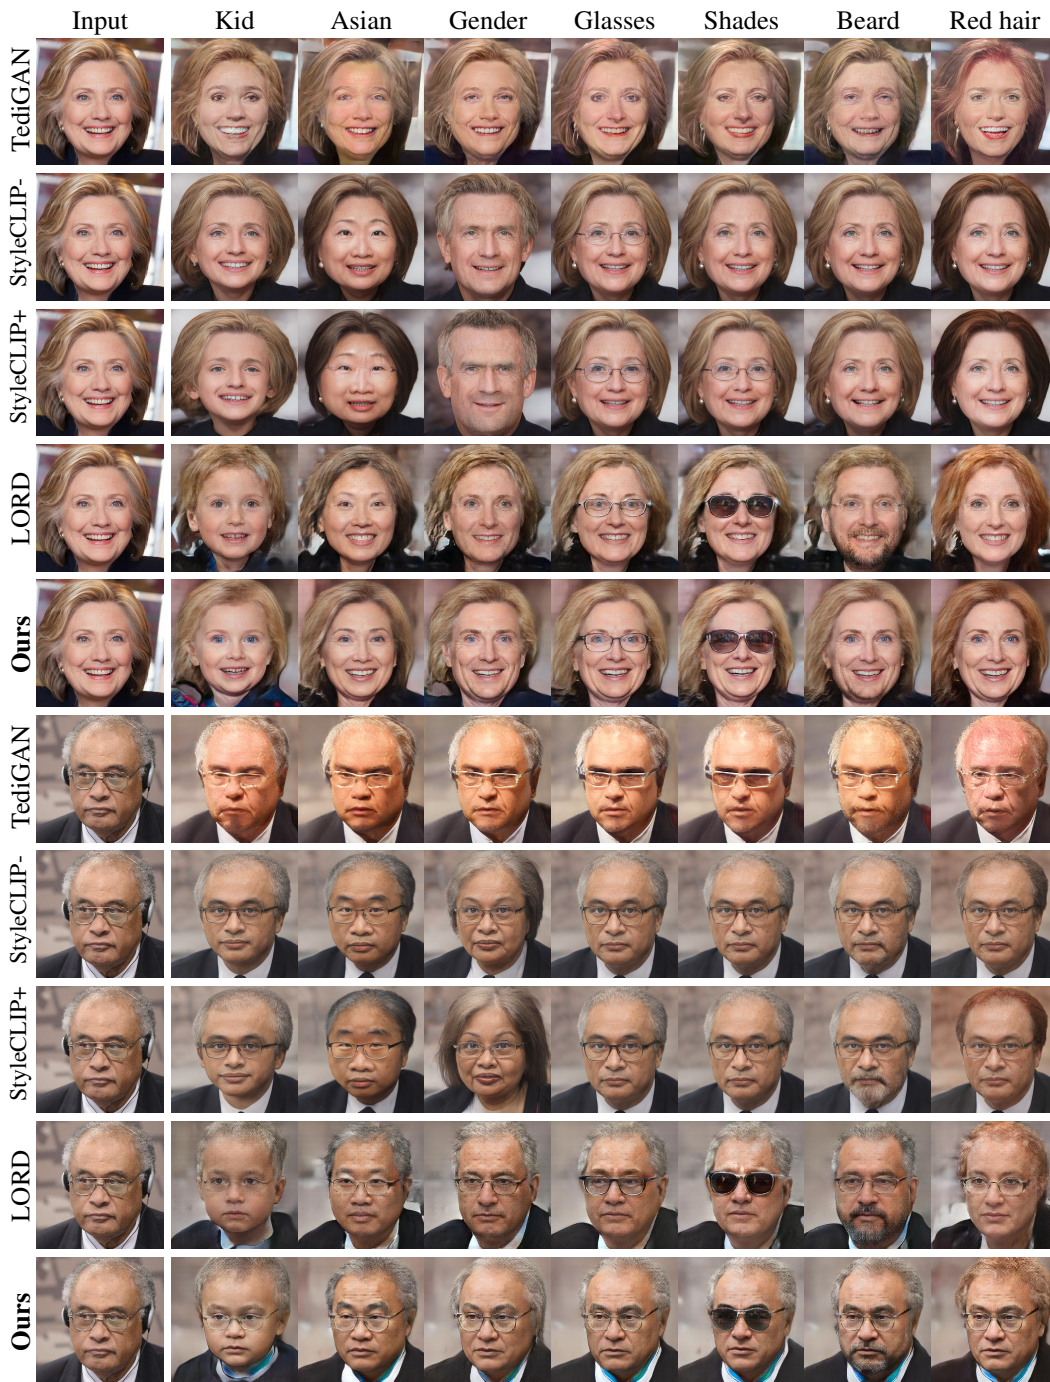 Input Kid Asian Gender Glasses Shades Beard Red hair
TediGAN
StyleCLIP-
StyleCLIP+
LORD
Ours
TediGAN
StyleCLIP-
StyleCLIP+
LORD
Ours